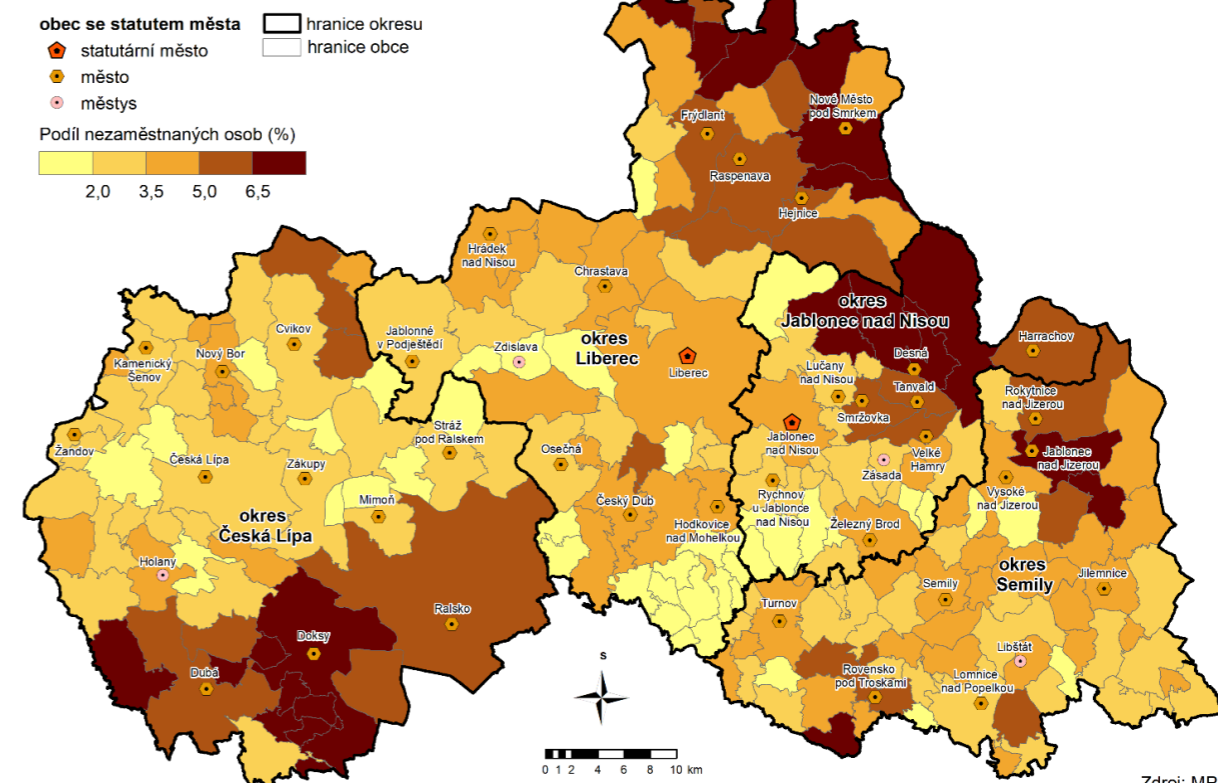 obec se statutem města
statutární město
město
městys
hranice okresu
hranice obce
Podíl nezaměstnaných osob (%)
2,0 3,5 5,0 6,5
Frýdlant
Nové Město
pod Smrkem
Raspenava
Hejnice
Hrádek
nad Nisou
Chrastava
okres
Jablonec nad Nisou
Cvikov
Jablonné
v Podještědí
Zdislava
okres
Liberec
Liberec
Kamenický
Šenov
Nový Bor
Desná
Harrachov
Lučany
nad Nisou
Tanvald
Smržovka
Rokytnice
nad Jizerou
Jablonec
nad Nisou
Velké
Hamry
Jablonec
nad Jizerou
Stráž
pod Ralskem
Osečná
Žandov
Česká Lípa
Zákupy
Zásada
Mimoň
Český Dub
Rychnov
u Jablonce
nad Nisou
Vysoké
nad Jizerou
Hodkovice
nad Mohelkou
Železný Brod
okres
Česká Lípa
Holany
okres
Semily
Semily
Jilemnice
Turnov
Ralsko
Doksy
Dubá
Libštát
Rovensko
pod Troskami
Lomnice
nad Popelkou
s
0 1 2 4 6 8 10 km
Zdroj: MP